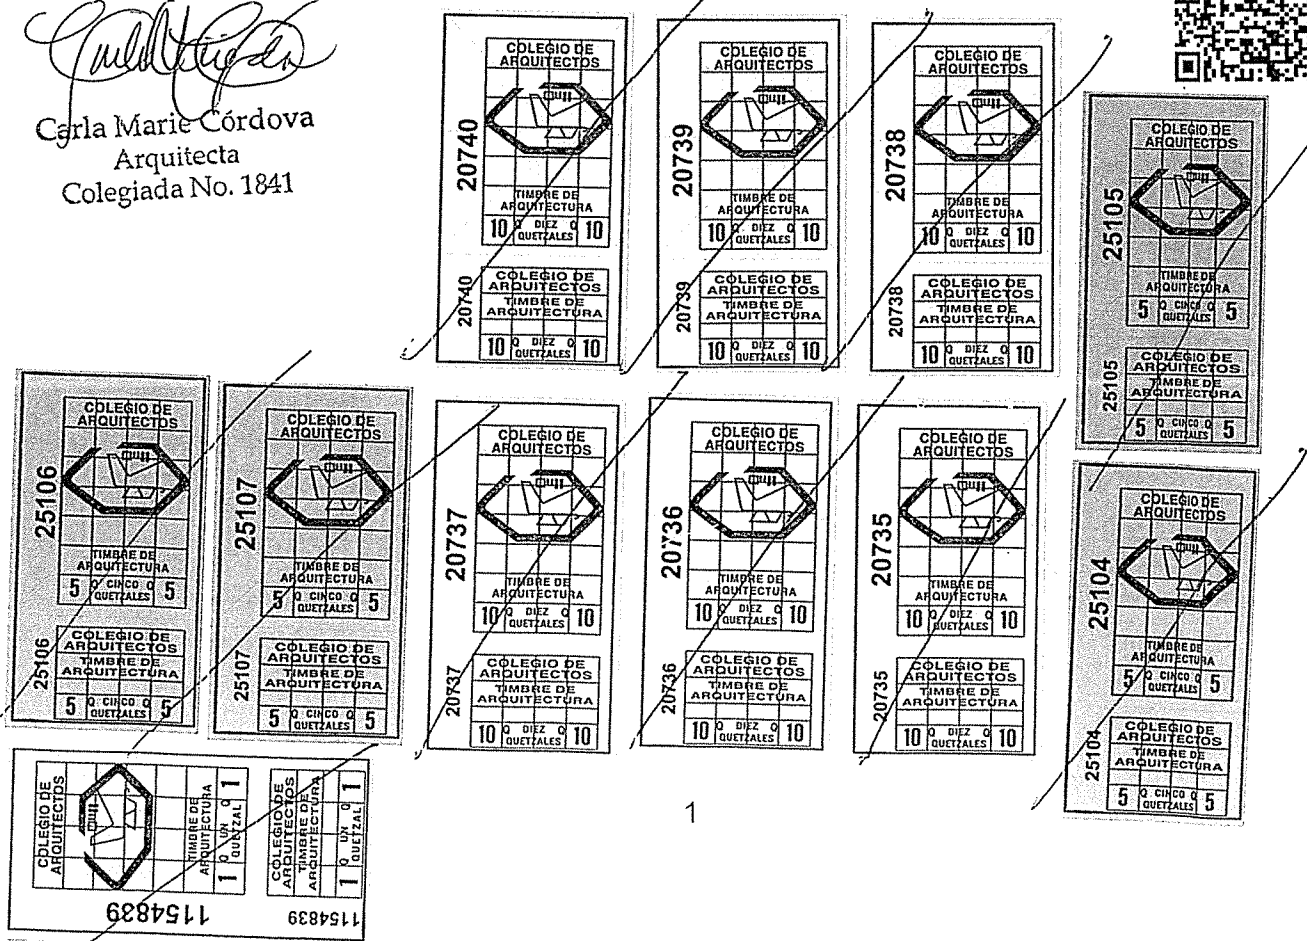 Carla Marie Córdova
Arquitecta
Colegiada No. 1841
20740
COLEGIO DE
ARQUITECTOS
TIMBRE DE
ARQUITECTURA
10 Q DIEZ Q 10
QUETZALES
20740
COLEGIO DE
ARQUITECTOS
TIMBRE DE
ARQUITECTURA
10 Q DIEZ Q 10
QUETZALES
20739
COLEGIO DE
ARQUITECTOS
TIMBRE DE
ARQUITECTURA
10 Q DIEZ Q 10
QUETZALES
20739
COLEGIO DE
ARQUITECTOS
TIMBRE DE
ARQUITECTURA
10 Q DIEZ Q 10
QUETZALES
20738
COLEGIO DE
ARQUITECTOS
TIMBRE DE
ARQUITECTURA
10 Q DIEZ Q 10
QUETZALES
20738
COLEGIO DE
ARQUITECTOS
TIMBRE DE
ARQUITECTURA
10 Q DIEZ Q 10
QUETZALES
25105
COLEGIO DE
ARQUITECTOS
TIMBRE DE
ARQUITECTURA
5 Q CINCO Q 5
QUETZALES
25105
COLEGIO DE
ARQUITECTOS
TIMBRE DE
ARQUITECTURA
5 Q CINCO Q 5
QUETZALES
25106
COLEGIO DE
ARQUITECTOS
TIMBRE DE
ARQUITECTURA
5 Q CINCO Q 5
QUETZALES
25106
COLEGIO DE
ARQUITECTOS
TIMBRE DE
ARQUITECTURA
5 Q CINCO Q 5
QUETZALES
25107
COLEGIO DE
ARQUITECTOS
TIMBRE DE
ARQUITECTURA
5 Q CINCO Q 5
QUETZALES
25107
COLEGIO DE
ARQUITECTOS
TIMBRE DE
ARQUITECTURA
5 Q CINCO Q 5
QUETZALES
20737
COLEGIO DE
ARQUITECTOS
TIMBRE DE
ARQUITECTURA
10 Q DIEZ Q 10
QUETZALES
20737
COLEGIO DE
ARQUITECTOS
TIMBRE DE
ARQUITECTURA
10 Q DIEZ Q 10
QUETZALES
20736
COLEGIO DE
ARQUITECTOS
TIMBRE DE
ARQUITECTURA
10 Q DIEZ Q 10
QUETZALES
20736
COLEGIO DE
ARQUITECTOS
TIMBRE DE
ARQUITECTURA
10 Q DIEZ Q 10
QUETZALES
20735
COLEGIO DE
ARQUITECTOS
TIMBRE DE
ARQUITECTURA
10 Q DIEZ Q 10
QUETZALES
20735
COLEGIO DE
ARQUITECTOS
TIMBRE DE
ARQUITECTURA
10 Q DIEZ Q 10
QUETZALES
25104
COLEGIO DE
ARQUITECTOS
TIMBRE DE
ARQUITECTURA
5 Q CINCO Q 5
QUETZALES
25104
COLEGIO DE
ARQUITECTOS
TIMBRE DE
ARQUITECTURA
5 Q CINCO Q 5
QUETZALES
COLEGIO DE
ARQUITECTOS
TIMBRE DE
ARQUITECTURA
1 Q UN Q 1
QUETZAL
1154839
COLEGIO DE
ARQUITECTOS
TIMBRE DE
ARQUITECTURA
1 Q UN Q 1
QUETZAL
1154839
1